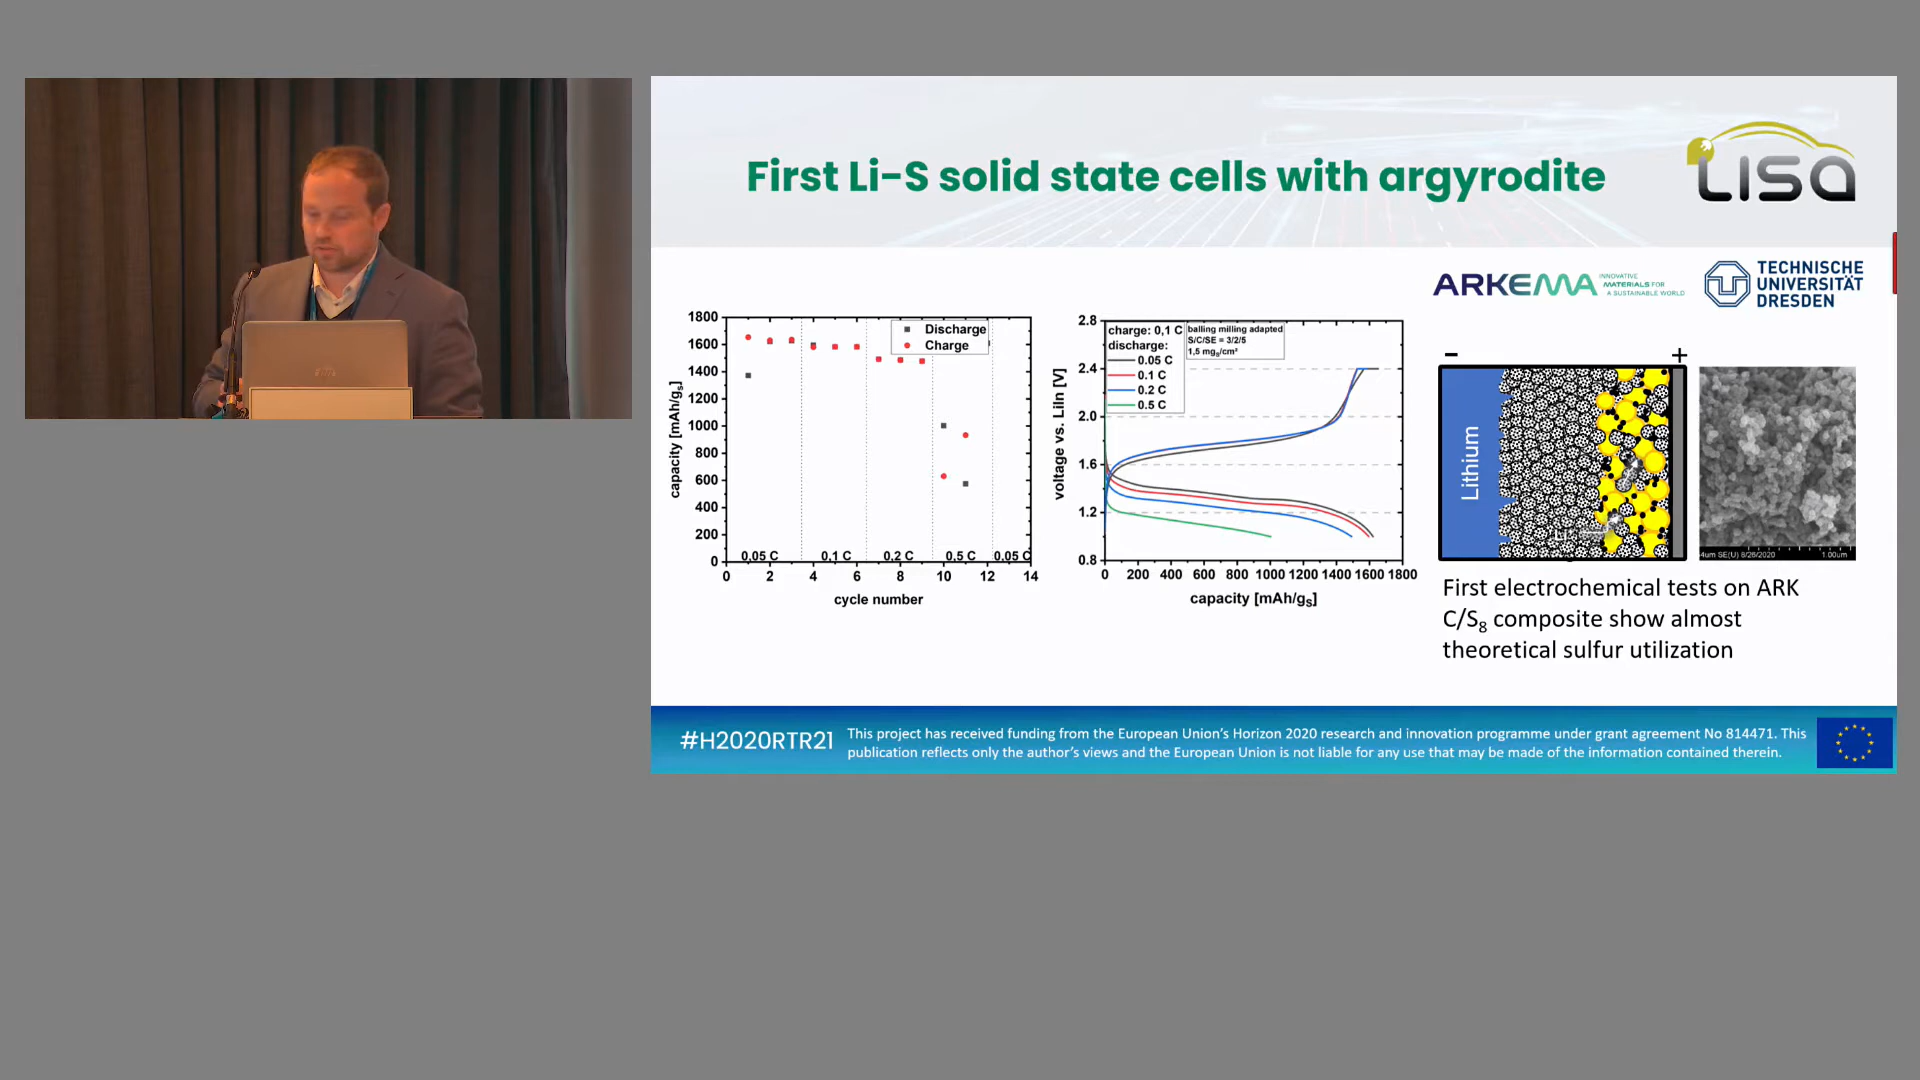 First Li-S solid state cells with argyrodite
LISA
ARKEMA
INNOVATIVE
MATERIALS FOR
A SUSTAINABLE WORLD
TECHNISCHE
UNIVERSITÄT
DRESDEN
1800
1600
1400
1200
1000
800
600
400
200
0
capacity [mAh/gs]
Discharge
Charge
0,05 C
0,1 C
0,2 C
0,5 C
0,05 C
0 2 4 6 8 10 12 14
cycle number
2.8
2.4
2.0
1.6
1.2
0.8
voltage vs. LiIn [V]
charge: 0,1 C
discharge:
0.05 C
0.1 C
0.2 C
0.5 C
balling milling adapted
S/C/SE = 3/2/5
1,5 mgs/cm²
0 200 400 600 800 1000 1200 1400 1600 1800
capacity [mAh/gs]
− +
Lithium
SE(U) 8/28/2020 1.00um
First electrochemical tests on ARK
C/S₈ composite show almost
theoretical sulfur utilization
#H2020RTR21
This project has received funding from the European Union's Horizon 2020 research and innovation programme under grant agreement No 814471. This
publication reflects only the author's views and the European Union is not liable for any use that may be made of the information contained therein.